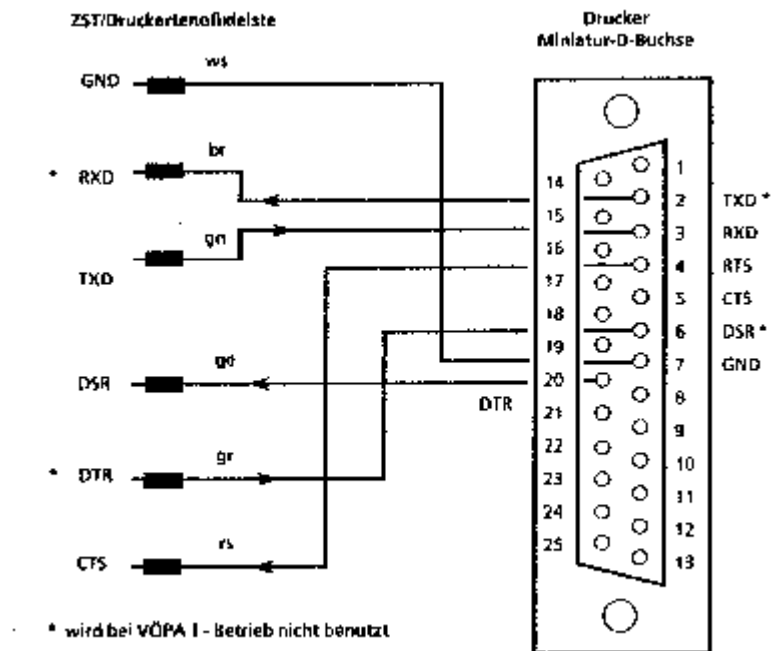 ZST/Druckertenoßideiste
Drucker
Miniatur-D-Buchse
GND
ws
* RXD
br
TXD
gn
DSR
gd
* DTR
gr
CTS
rs
DTR
14
15
16
17
18
19
20
21
22
23
24
25
1
2 TXD *
3 RXD
4 RTS
5 CTS
6 DSR *
7 GND
8
9
10
11
12
13
* wird bei VÖPA 1 - Betrieb nicht benutzt